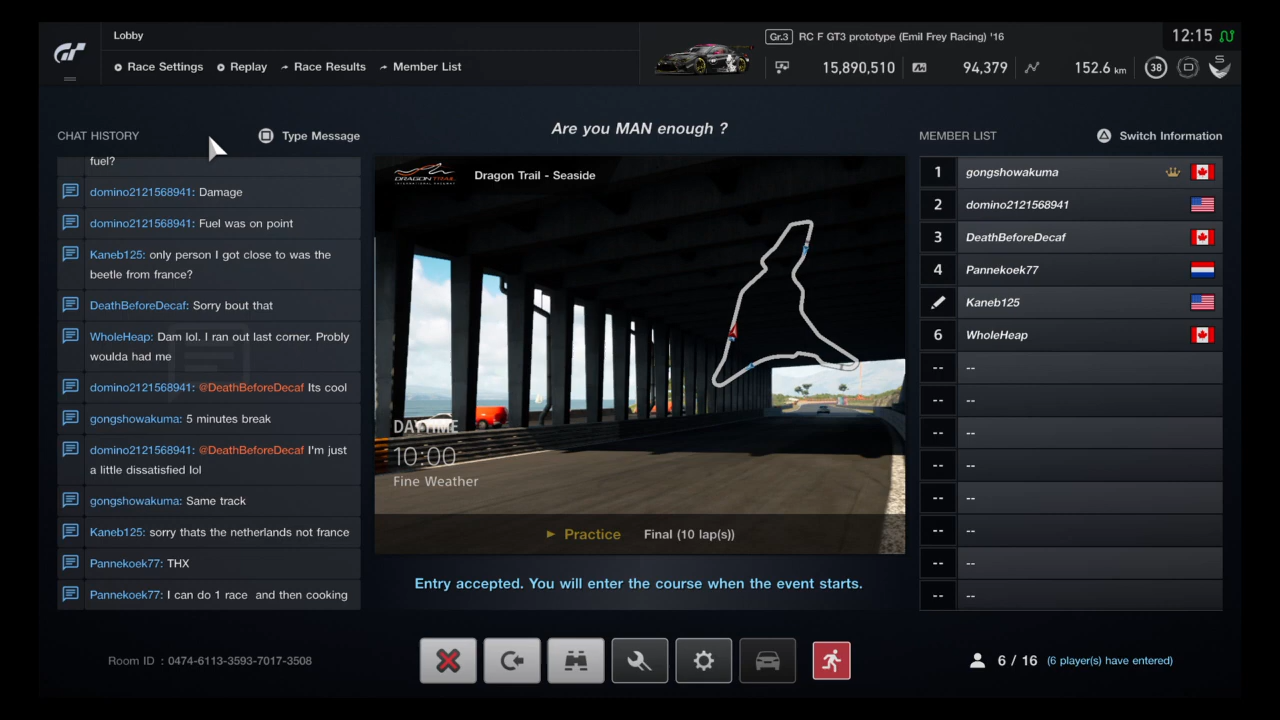 Lobby
Race Settings Replay Race Results Member List
Gr.3 RC F GT3 prototype (Emil Frey Racing) '16
12:15
15,890,510 94,379 152.6 km 38 S
CHAT HISTORY Type Message
fuel?
domino2121568941: Damage
domino2121568941: Fuel was on point
Kaneb125: only person I got close to was the
beetle from france?
DeathBeforeDecaf: Sorry bout that
WholeHeap: Dam lol. I ran out last corner. Probly
woulda had me
domino2121568941: @DeathBeforeDecaf Its cool
gongshowakuma: 5 minutes break
domino2121568941: @DeathBeforeDecaf I'm just
a little dissatisfied lol
gongshowakuma: Same track
Kaneb125: sorry thats the netherlands not france
Pannekoek77: THX
Pannekoek77: I can do 1 race and then cooking
Are you MAN enough ?
DRAGON TRAIL
Dragon Trail - Seaside
DAYTIME
10:00
Fine Weather
Practice Final (10 lap(s))
Entry accepted. You will enter the course when the event starts.
MEMBER LIST Switch Information
1 gongshowakuma
2 domino2121568941
3 DeathBeforeDecaf
4 Pannekoek77
Kaneb125
6 WholeHeap
-- --
-- --
-- --
-- --
-- --
-- --
-- --
-- --
Room ID : 0474-6113-3593-7017-3508
6 / 16 (6 player(s) have entered)